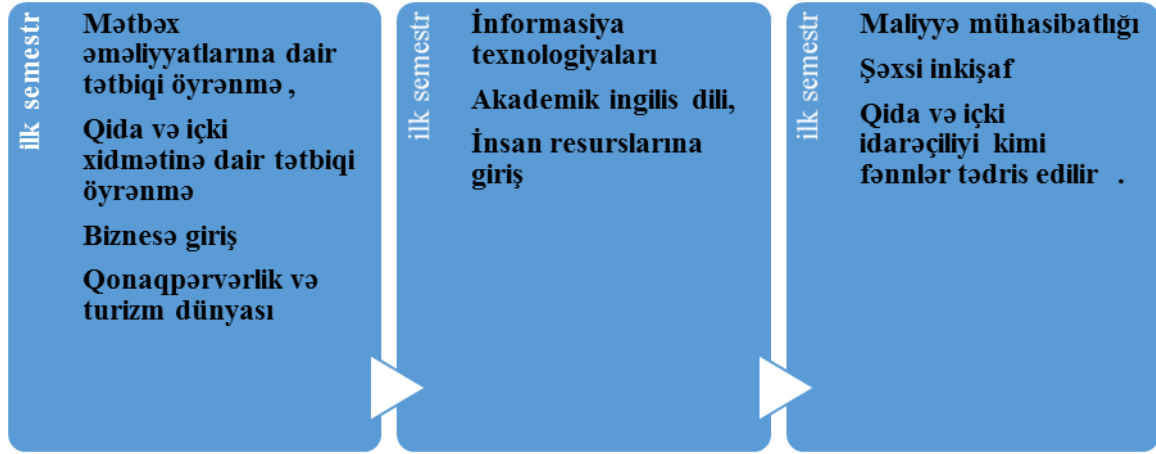 ilk semestr
Mətbəx
əməliyyatlarına dair
tətbiqi öyrənmə ,
Qida və içki
xidmətinə dair tətbiqi
öyrənmə
Biznesə giriş
Qonaqpərvərlik və
turizm dünyası
ilk semestr
İnformasiya
texnologiyaları
Akademik ingilis dili,
İnsan resurslarına
giriş
ilk semestr
Maliyyə mühasibatlığı
Şəxsi inkişaf
Qida və içki
idarəçiliyi kimi
fənnlər tədris edilir .